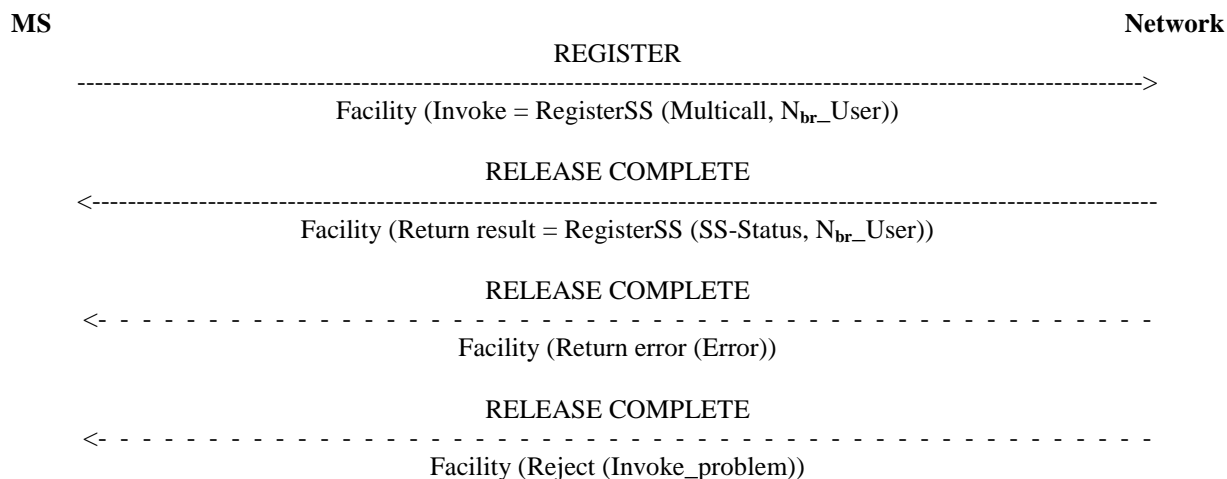 MS Network
REGISTER
Facility (Invoke = RegisterSS (Multicall, Nbr_User))
RELEASE COMPLETE
Facility (Return result = RegisterSS (SS-Status, Nbr_User))
RELEASE COMPLETE
Facility (Return error (Error))
RELEASE COMPLETE
Facility (Reject (Invoke_problem))